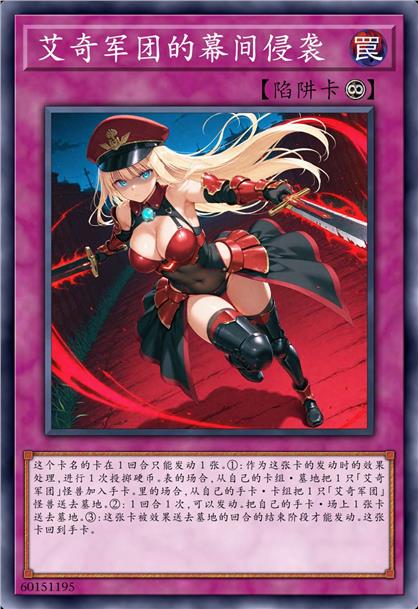 艾奇军团的幕间侵袭
罠
【陷阱卡】
这个卡名的卡在1回合只能发动1张。①:作为这张卡的发动时的效果
处理,进行1次投掷硬币。表的场合,从自己的卡组·墓地把1只「艾奇
军团」怪兽加入手卡。里的场合,从自己的手卡·卡组把1只「艾奇军团」
怪兽送去墓地。②:1回合1次,可以发动。把自己的手卡·场上1张卡
送去墓地。③:这张卡被效果送去墓地的回合的结束阶段才能发动。这张
卡回到手卡。
60151195